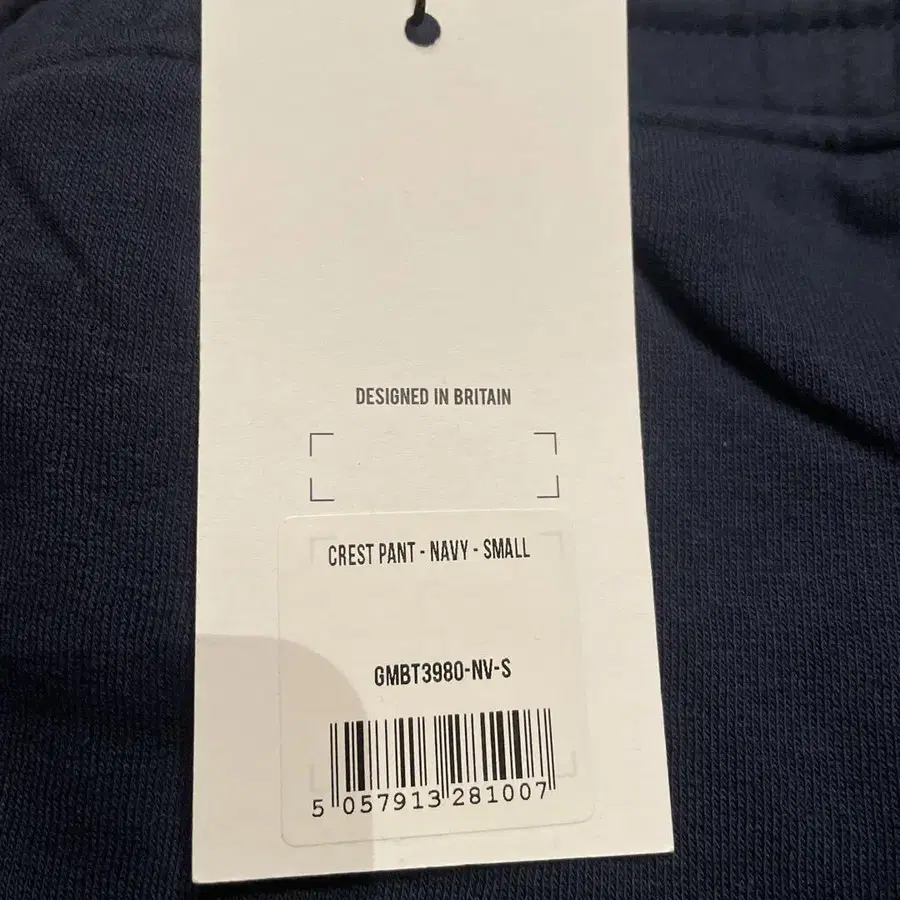 DESIGNED IN BRITAIN
CREST PANT - NAVY - SMALL
GMBT3980-NV-S
5 057913 281007